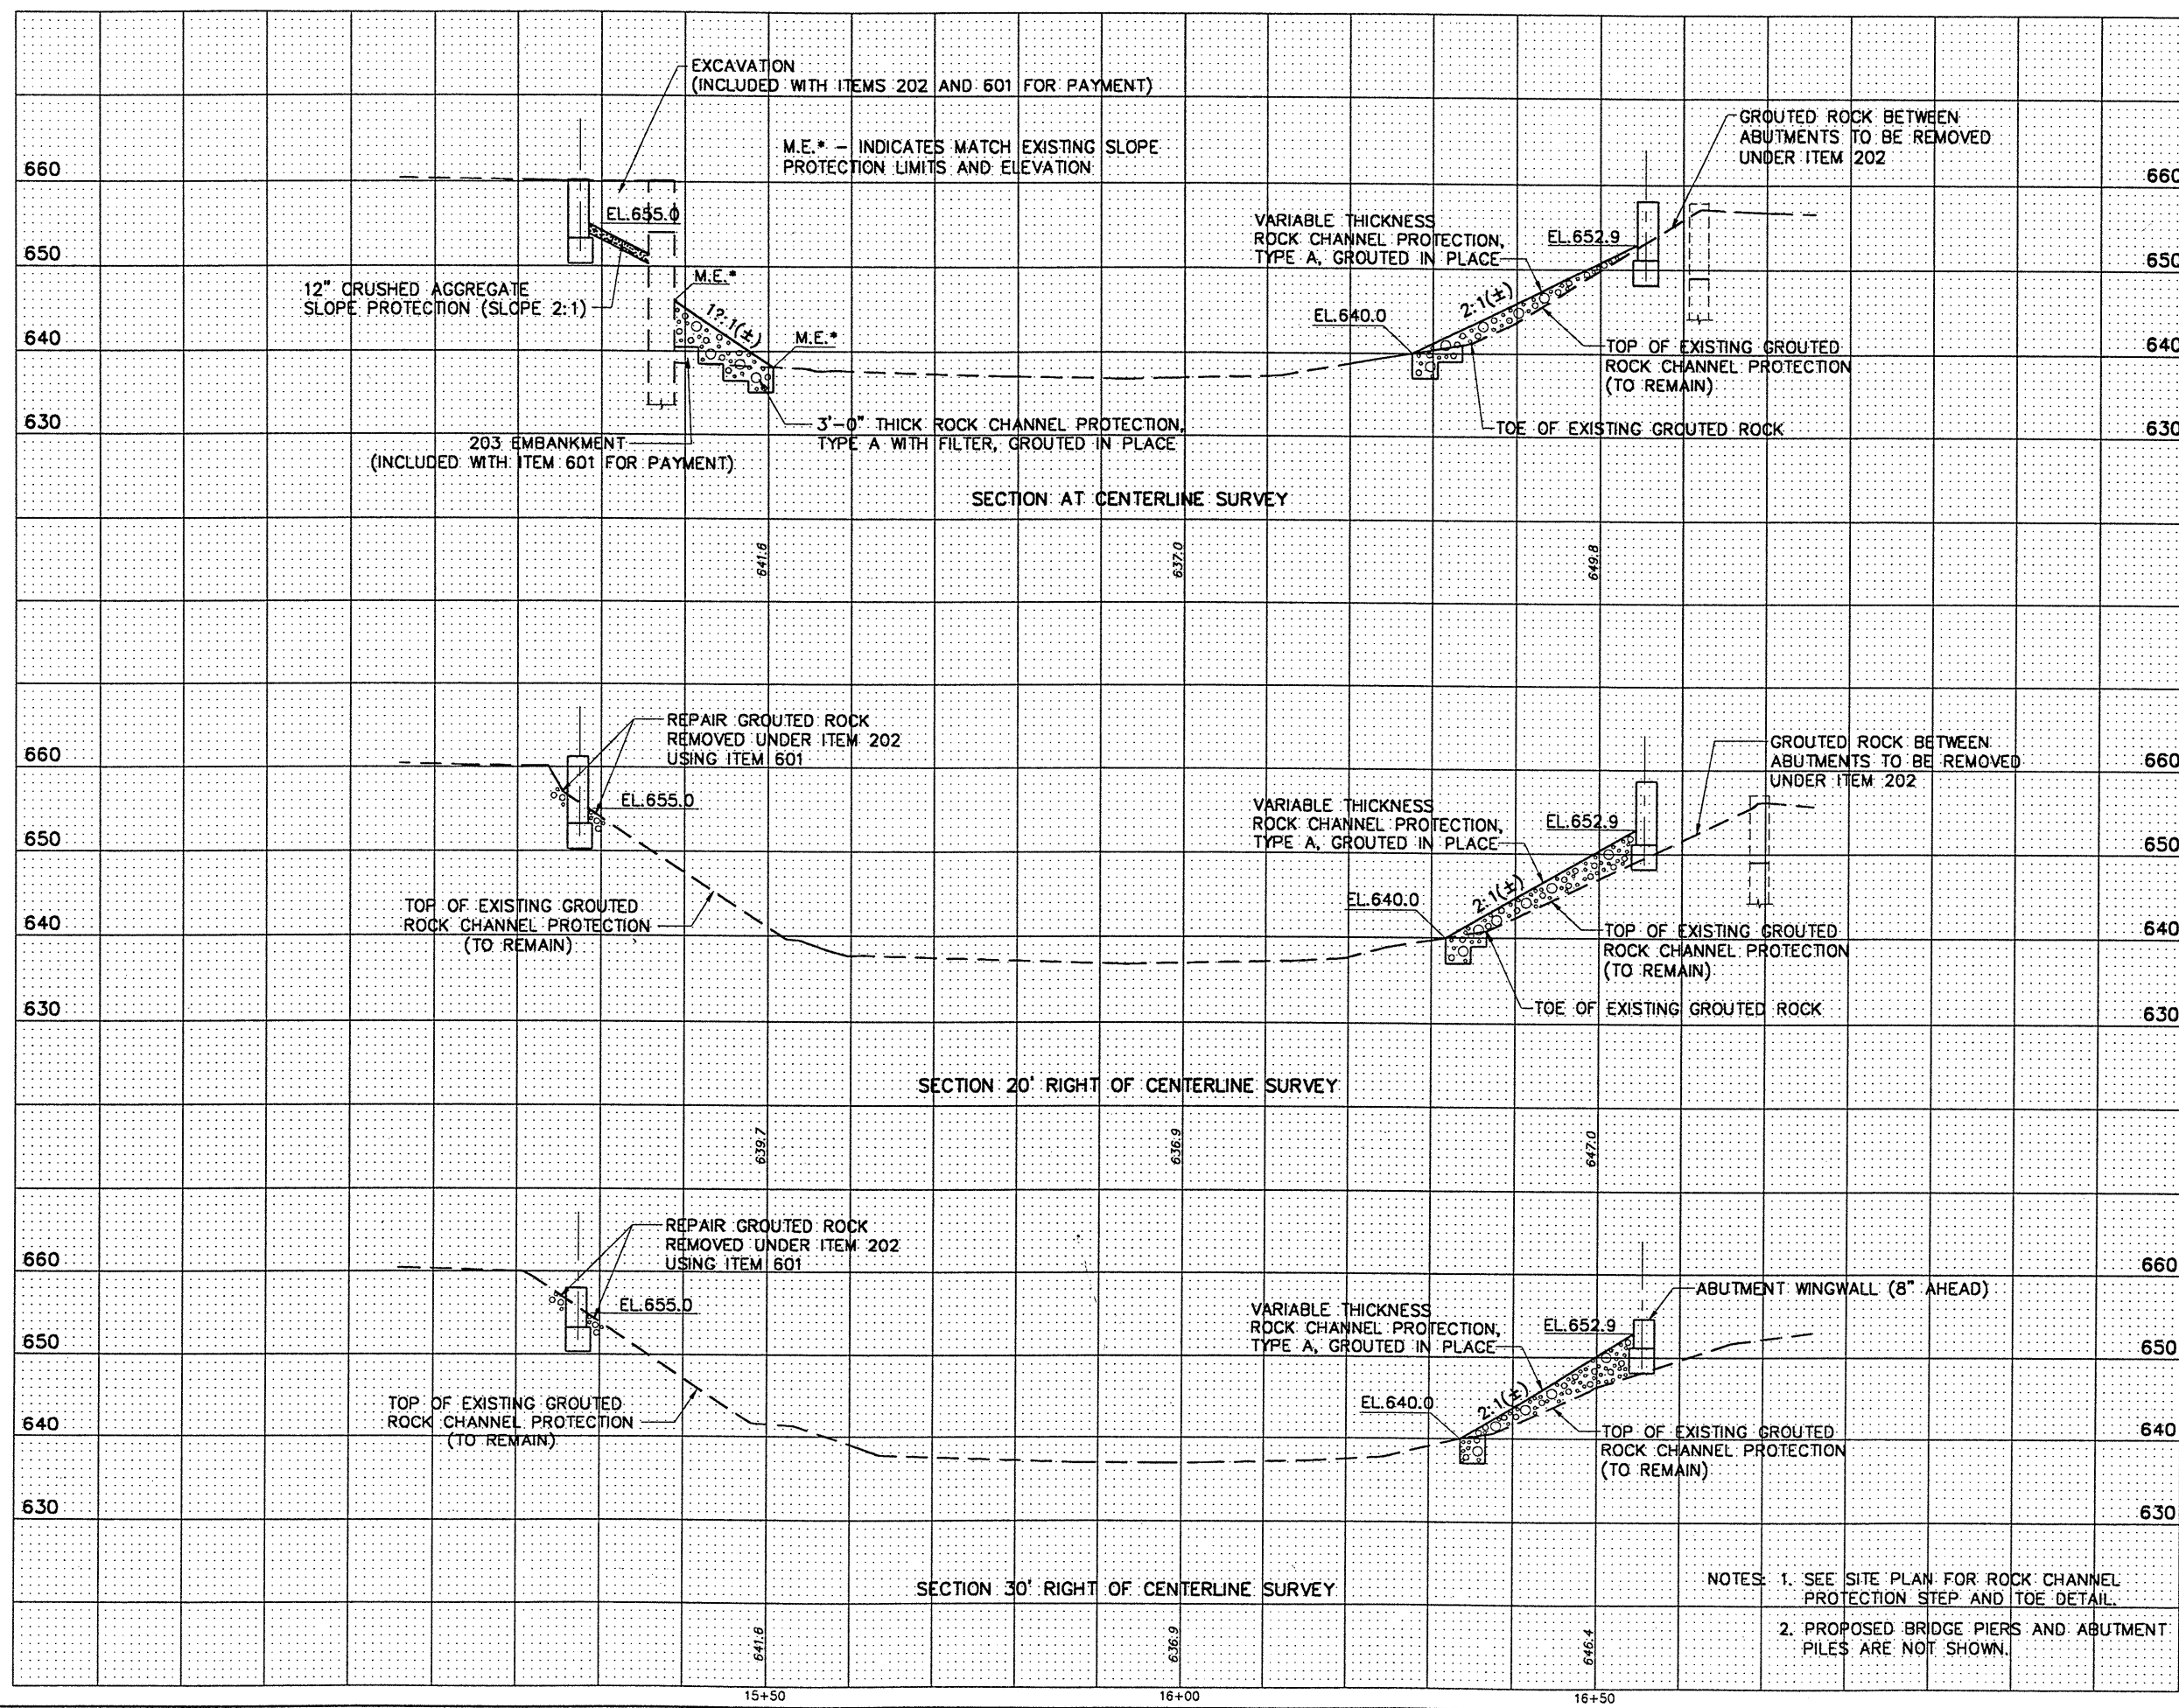 EXCAVATION
(INCLUDED WITH ITEMS 202 AND 601 FOR PAYMENT)
M.E.* - INDICATES MATCH EXISTING SLOPE
PROTECTION LIMITS AND ELEVATION
GROUTED ROCK BETWEEN
ABUTMENTS TO BE REMOVED
UNDER ITEM 202
660
660
EL.655.0
VARIABLE THICKNESS
ROCK CHANNEL PROTECTION,
TYPE A, GROUTED IN PLACE
EL.652.9
650
650
M.E.*
12" CRUSHED AGGREGATE
SLOPE PROTECTION (SLOPE 2:1)
1?:1(±)
2:1(±)
EL.640.0
M.E.*
640
640
TOP OF EXISTING GROUTED
ROCK CHANNEL PROTECTION
(TO REMAIN)
630
630
3'-0" THICK ROCK CHANNEL PROTECTION,
TYPE A WITH FILTER, GROUTED IN PLACE
TOE OF EXISTING GROUTED ROCK
203 EMBANKMENT
(INCLUDED WITH ITEM 601 FOR PAYMENT)
SECTION AT CENTERLINE SURVEY
641.6
637.0
649.8
REPAIR GROUTED ROCK
REMOVED UNDER ITEM 202
USING ITEM 601
GROUTED ROCK BETWEEN
ABUTMENTS TO BE REMOVED
UNDER ITEM 202
660
660
EL.655.0
VARIABLE THICKNESS
ROCK CHANNEL PROTECTION,
TYPE A, GROUTED IN PLACE
EL.652.9
650
650
2:1(±)
EL.640.0
TOP OF EXISTING GROUTED
ROCK CHANNEL PROTECTION
(TO REMAIN)
640
640
TOP OF EXISTING GROUTED
ROCK CHANNEL PROTECTION
(TO REMAIN)
630
630
TOE OF EXISTING GROUTED ROCK
SECTION 20' RIGHT OF CENTERLINE SURVEY
639.7
636.9
647.0
REPAIR GROUTED ROCK
REMOVED UNDER ITEM 202
USING ITEM 601
660
660
ABUTMENT WINGWALL (8" AHEAD)
EL.655.0
VARIABLE THICKNESS
ROCK CHANNEL PROTECTION,
TYPE A, GROUTED IN PLACE
EL.652.9
650
650
2:1(±)
EL.640.0
TOP OF EXISTING GROUTED
ROCK CHANNEL PROTECTION
(TO REMAIN)
640
640
TOP OF EXISTING GROUTED
ROCK CHANNEL PROTECTION
(TO REMAIN)
630
630
SECTION 30' RIGHT OF CENTERLINE SURVEY
NOTES: 1. SEE SITE PLAN FOR ROCK CHANNEL
PROTECTION STEP AND TOE DETAIL.
2. PROPOSED BRIDGE PIERS AND ABUTMENT
PILES ARE NOT SHOWN.
641.6
636.9
646.4
15+50
16+00
16+50